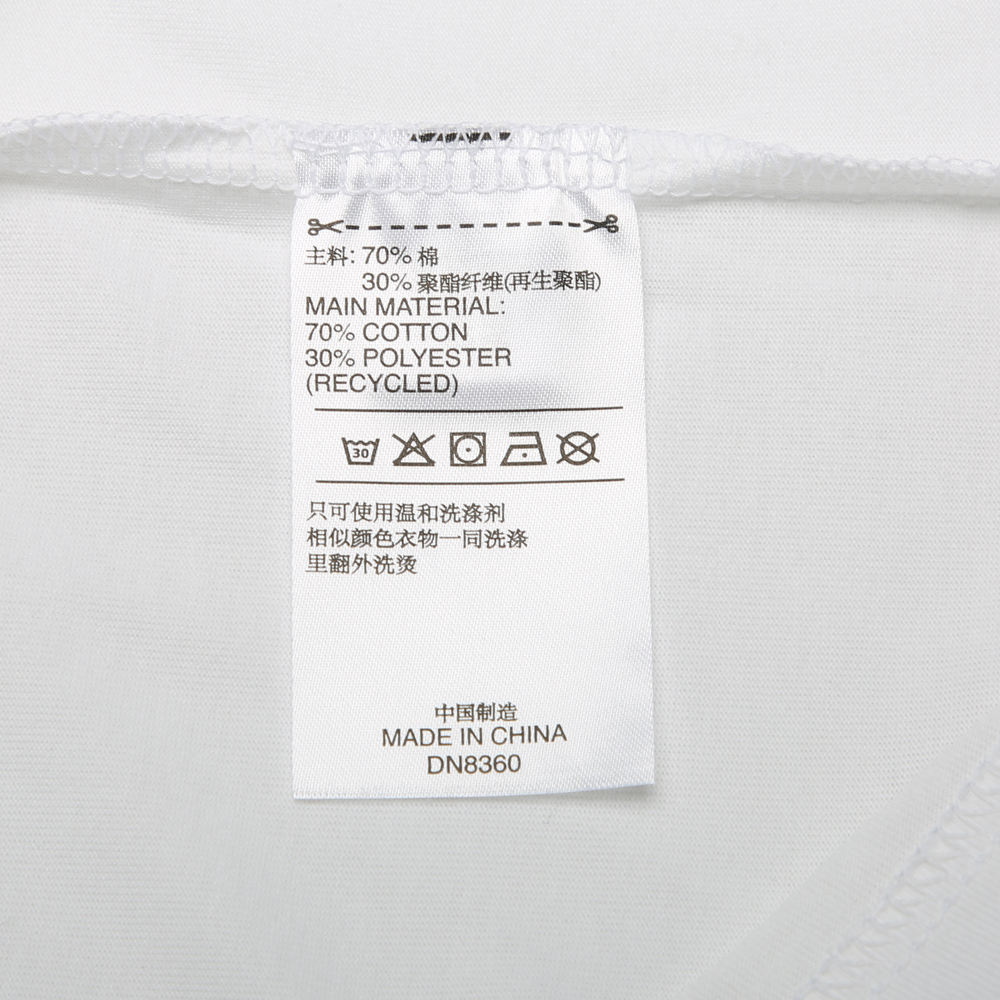 主料: 70% 棉
30% 聚酯纤维(再生聚酯)
MAIN MATERIAL:
70% COTTON
30% POLYESTER
(RECYCLED)
30
只可使用温和洗涤剂
相似颜色衣物一同洗涤
里翻外洗烫
中国制造
MADE IN CHINA
DN8360